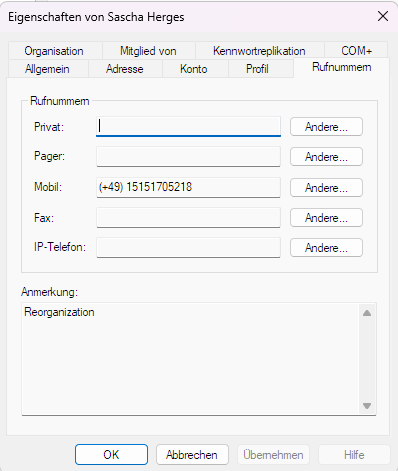 Eigenschaften von Sascha Herges
Organisation Mitglied von Kennwortreplikation COM+
Allgemein Adresse Konto Profil Rufnummern
Rufnummern
Privat: Andere...
Pager: Andere...
Mobil: (+49) 15151705218 Andere...
Fax: Andere...
IP-Telefon: Andere...
Anmerkung:
Reorganization
OK Abbrechen Übernehmen Hilfe